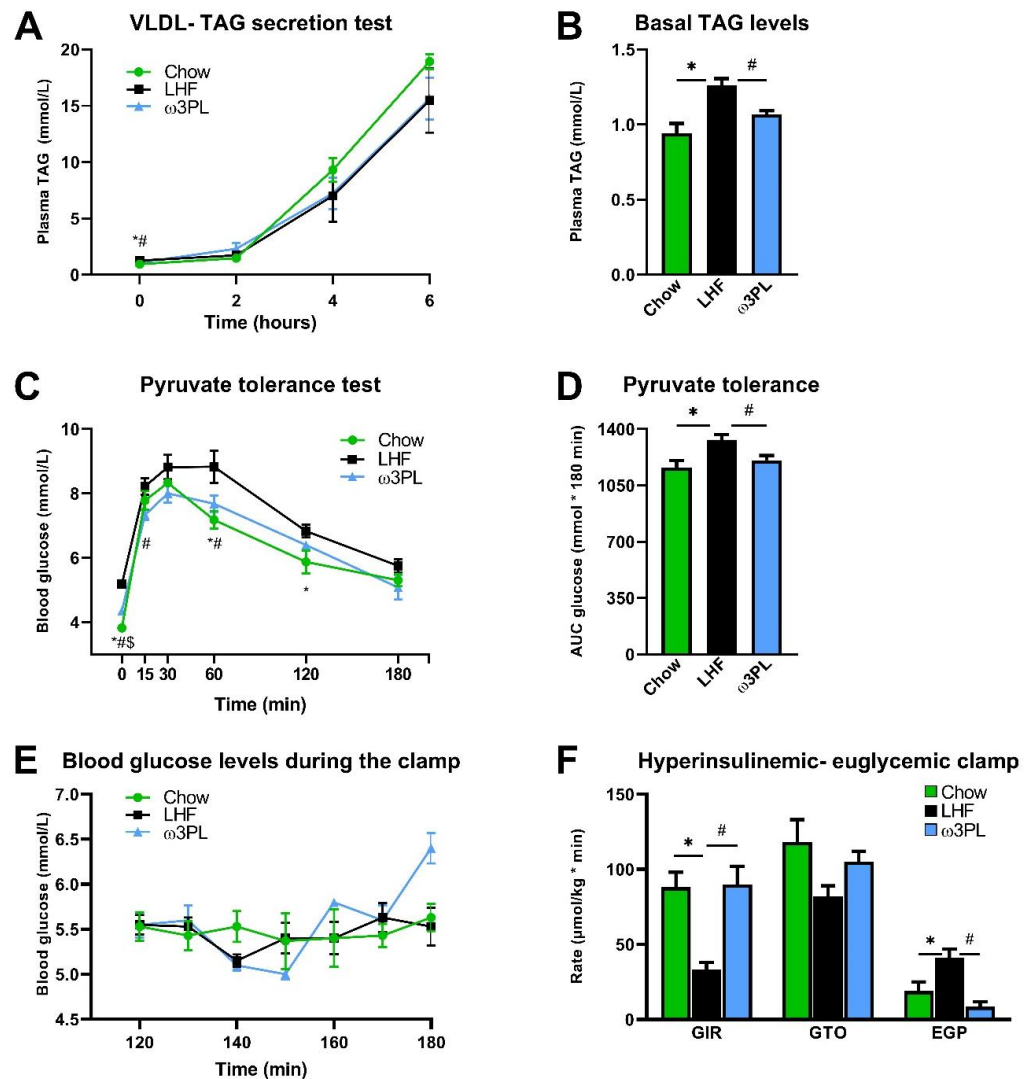 A
VLDL- TAG secretion test
Plasma TAG (mmol/L)
20
15
10
5
0
Chow
LHF
ω3PL
*#
0 2 4 6
Time (hours)
B
Basal TAG levels
Plasma TAG (mmol/L)
1.5
1.0
0.5
0.0
* #
Chow LHF ω3PL
C
Pyruvate tolerance test
Blood glucose (mmol/L)
10
8
6
4
Chow
LHF
ω3PL
*#$
#
*#
*
0 15 30 60 120 180
Time (min)
D
Pyruvate tolerance
AUC glucose (mmol * 180 min)
1400
1050
700
350
0
* #
Chow LHF ω3PL
E
Blood glucose levels during the clamp
Blood glucose (mmol/L)
7.0
6.5
6.0
5.5
5.0
4.5
Chow
LHF
ω3PL
120 140 160 180
Time (min)
F
Hyperinsulinemic- euglycemic clamp
Rate (µmol/kg * min)
150
100
50
0
Chow
LHF
ω3PL
* #
* #
GIR GTO EGP